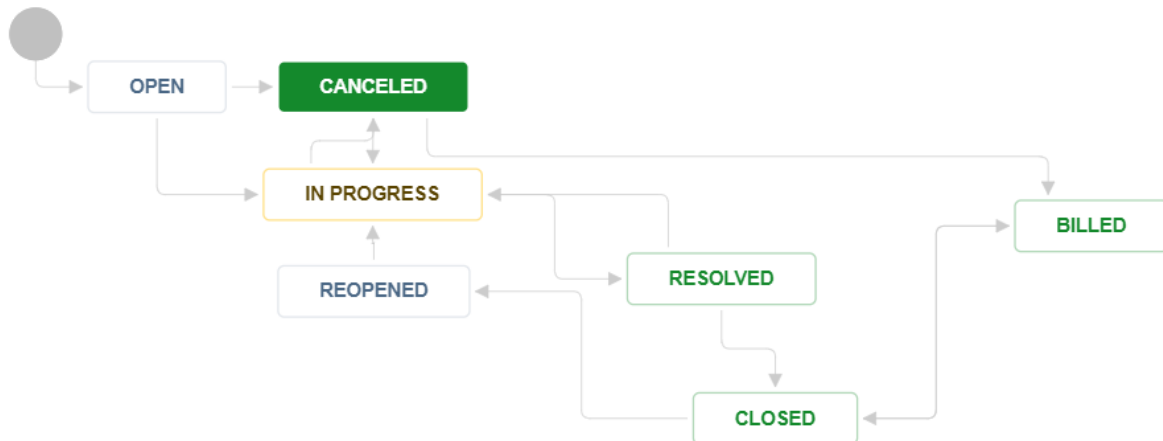 OPEN
CANCELED
IN PROGRESS
BILLED
RESOLVED
REOPENED
CLOSED